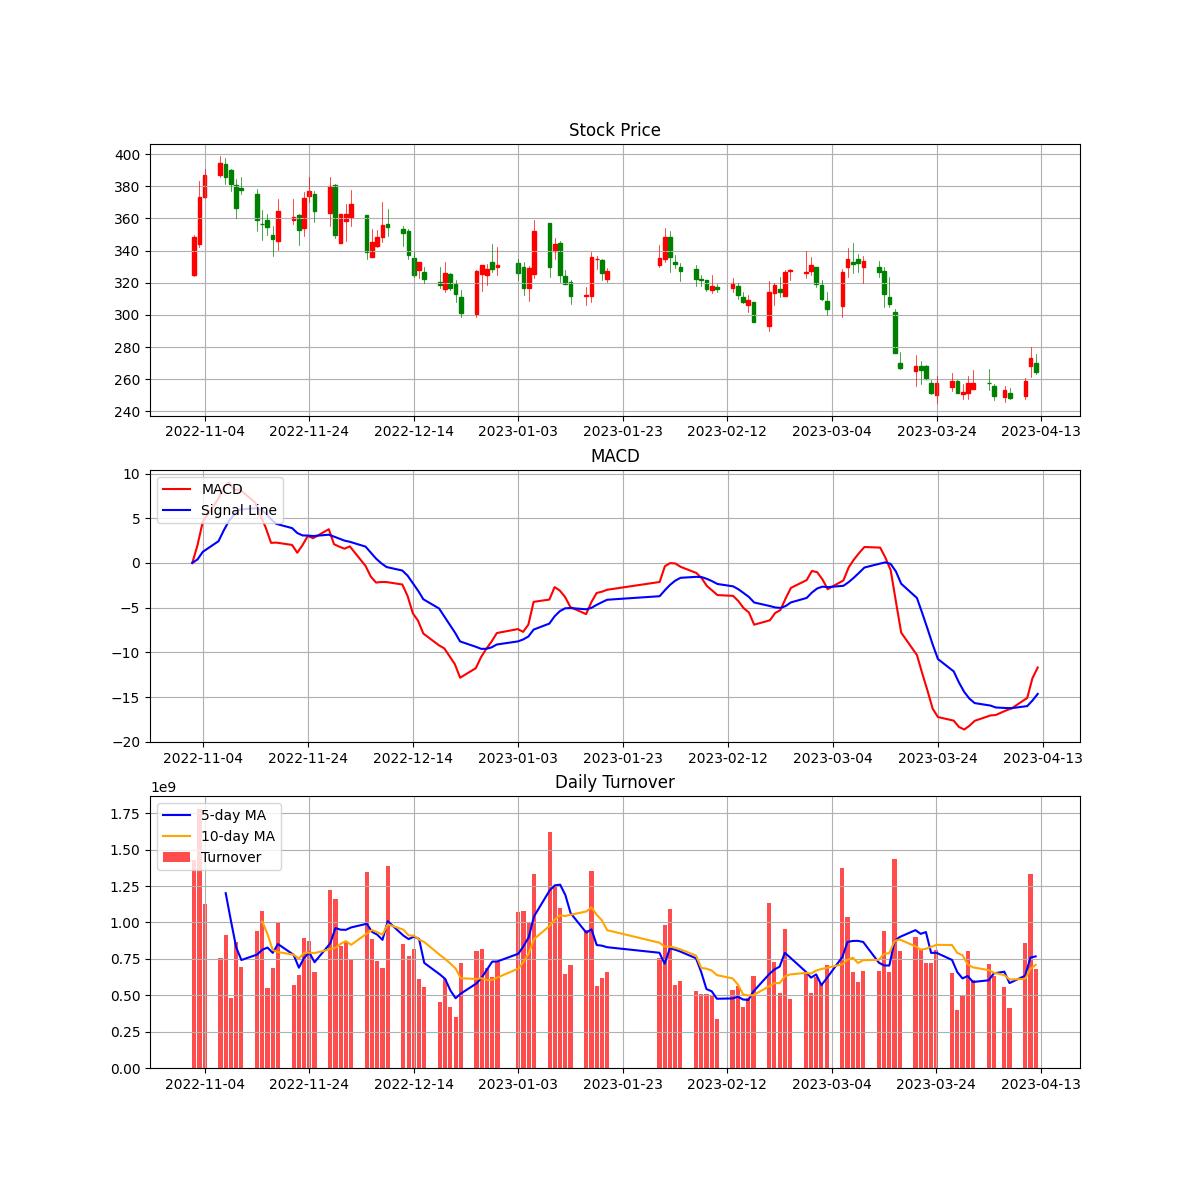 Stock Price
400
380
360
340
320
300
280
260
240
2022-11-04 2022-11-24 2022-12-14 2023-01-03 2023-01-23 2023-02-12 2023-03-04 2023-03-24 2023-04-13
MACD
10
5
0
−5
−10
−15
−20
MACD
Signal Line
2022-11-04 2022-11-24 2022-12-14 2023-01-03 2023-01-23 2023-02-12 2023-03-04 2023-03-24 2023-04-13
Daily Turnover
1e9
1.75
1.50
1.25
1.00
0.75
0.50
0.25
0.00
5-day MA
10-day MA
Turnover
2022-11-04 2022-11-24 2022-12-14 2023-01-03 2023-01-23 2023-02-12 2023-03-04 2023-03-24 2023-04-13